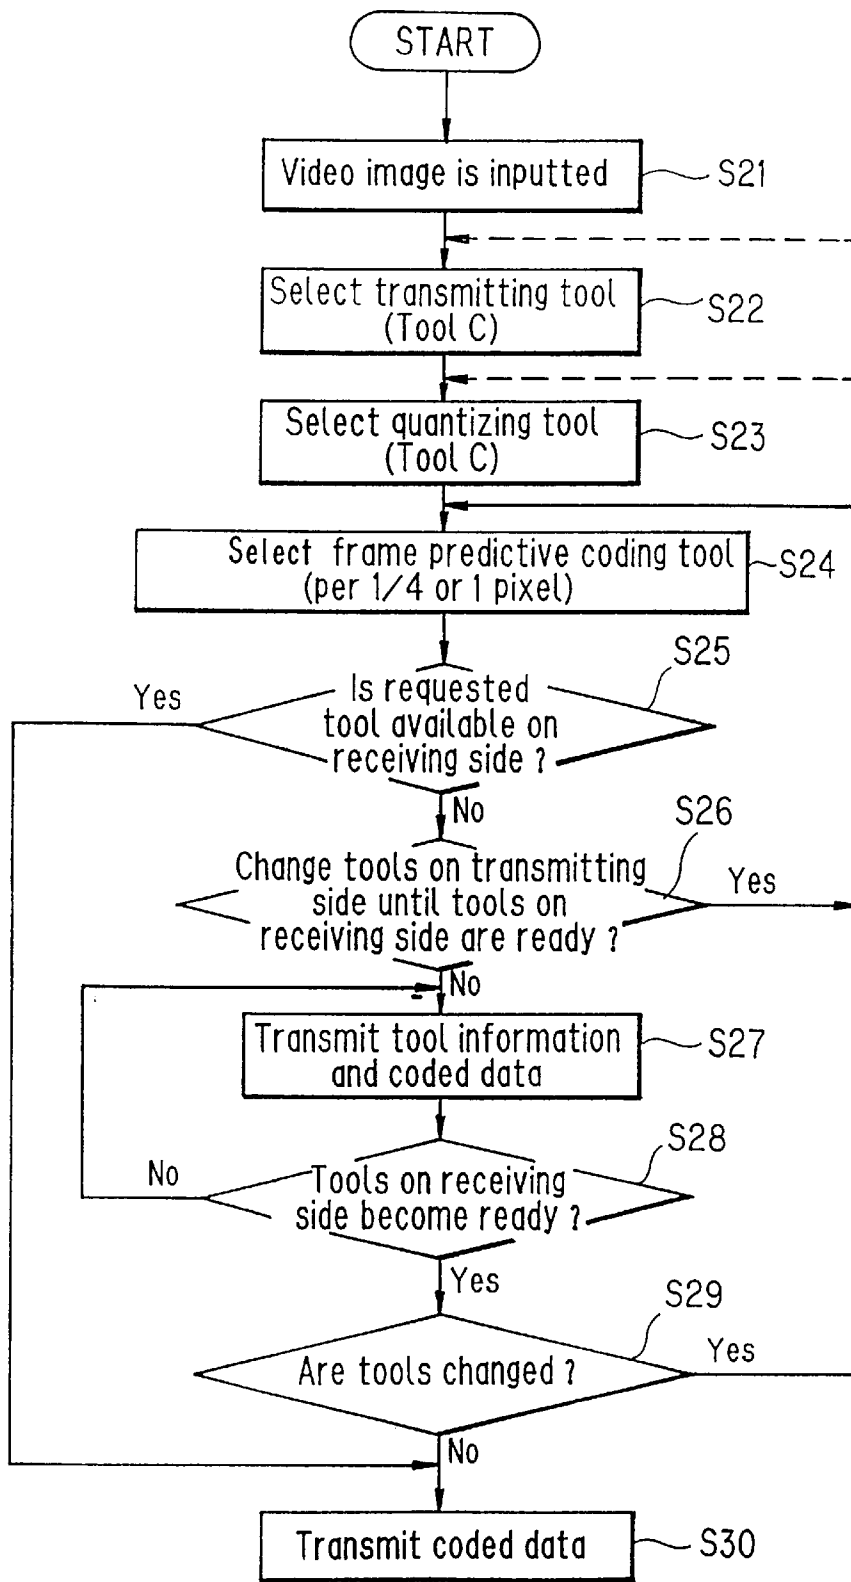 START
Video image is inputted
S21
Select transmitting tool
(Tool C)
S22
Select quantizing tool
(Tool C)
S23
Select frame predictive coding tool
(per 1/4 or 1 pixel)
S24
S25
Yes
Is requested
tool available on
receiving side ?
No
S26
Change tools on transmitting
side until tools on
receiving side are ready ?
Yes
No
Transmit tool information
and coded data
S27
S28
No
Tools on receiving
side become ready ?
Yes
S29
Are tools changed ?
Yes
No
Transmit coded data
S30